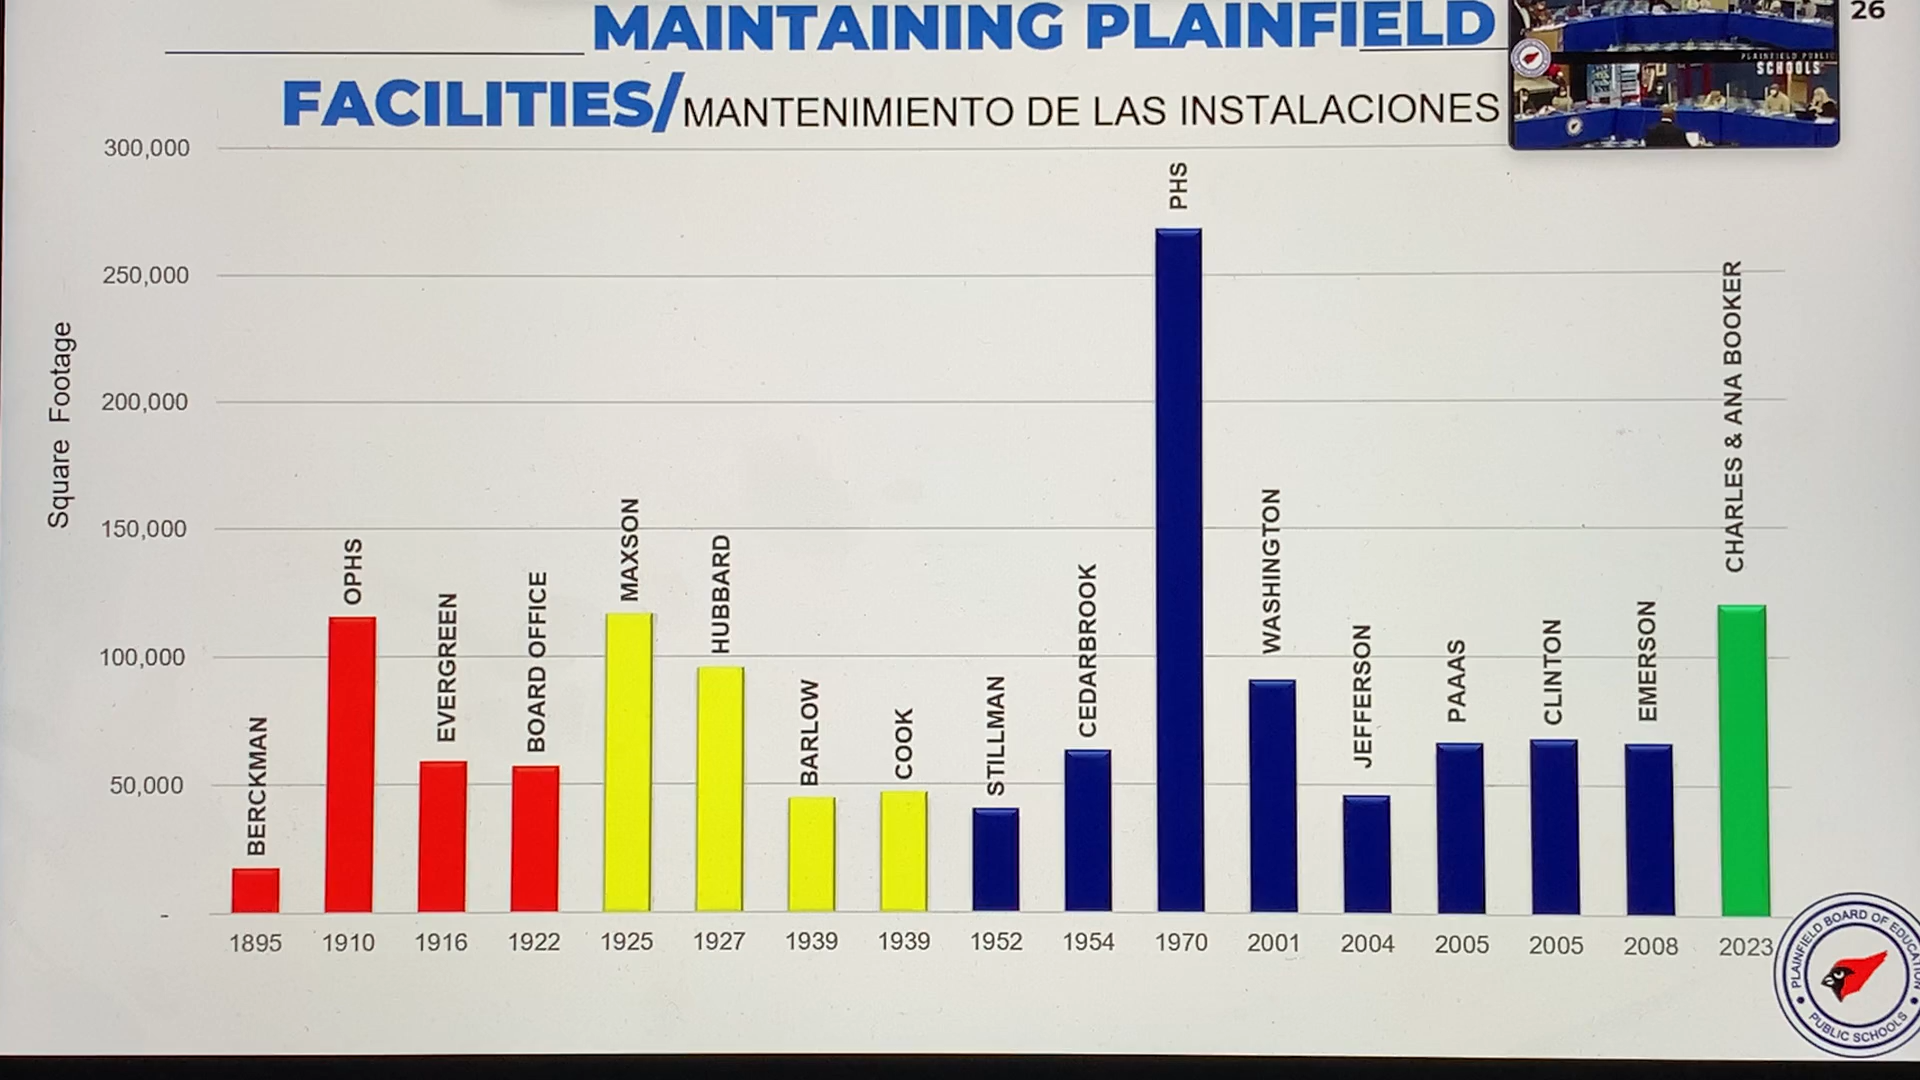 MAINTAINING PLAINFIELD
26
FACILITIES/MANTENIMIENTO DE LAS INSTALACIONES
PLAINFIELD PUBLIC
SCHOOLS
Square Footage
300,000
250,000
200,000
150,000
100,000
50,000
-
BERCKMAN
OPHS
EVERGREEN
BOARD OFFICE
MAXSON
HUBBARD
BARLOW
COOK
STILLMAN
CEDARBROOK
PHS
WASHINGTON
JEFFERSON
PAAAS
CLINTON
EMERSON
CHARLES & ANA BOOKER
1895
1910
1916
1922
1925
1927
1939
1939
1952
1954
1970
2001
2004
2005
2005
2008
2023
PLAINFIELD BOARD OF EDUCATION
PUBLIC SCHOOLS